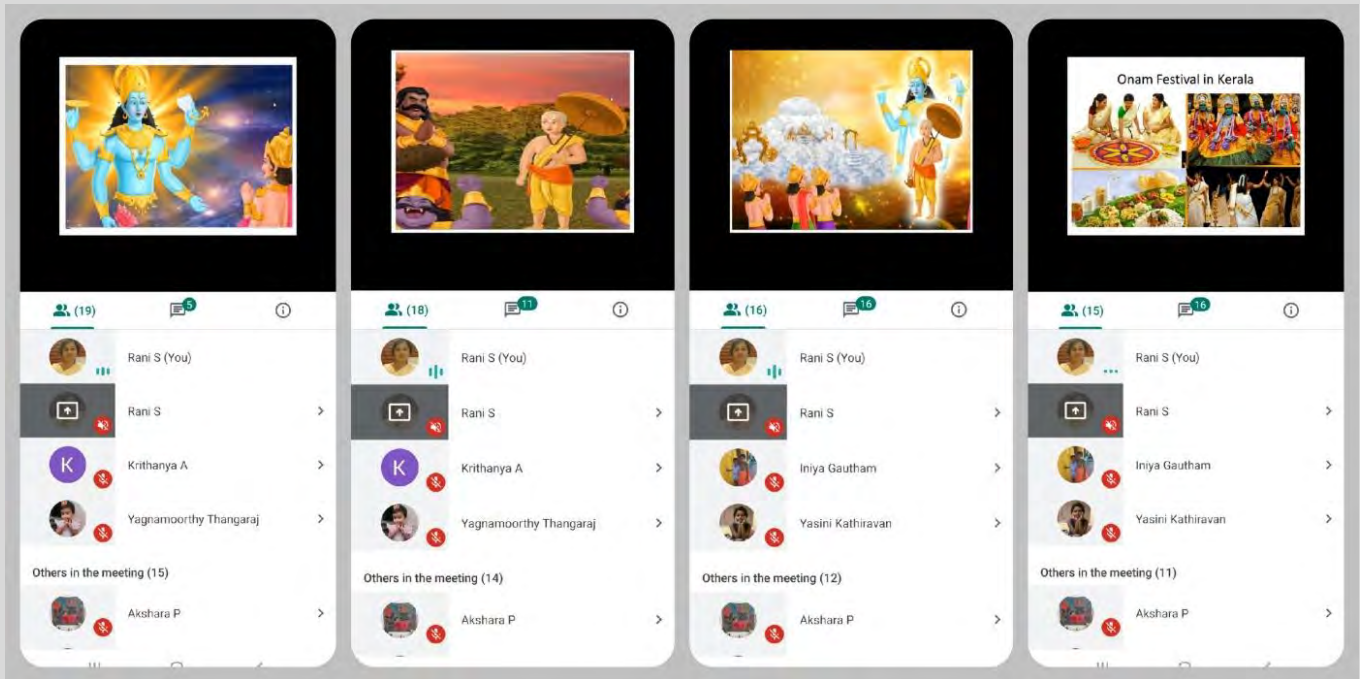 (19)
5
Rani S (You)
Rani S
K
Krithanya A
Yagnamoorthy Thangaraj
Others in the meeting (15)
Akshara P
(18)
11
Rani S (You)
Rani S
K
Krithanya A
Yagnamoorthy Thangaraj
Others in the meeting (14)
Akshara P
(16)
16
Rani S (You)
Rani S
Iniya Gautham
Yasini Kathiravan
Others in the meeting (12)
Akshara P
Onam Festival in Kerala
(15)
16
Rani S (You)
Rani S
Iniya Gautham
Yasini Kathiravan
Others in the meeting (11)
Akshara P